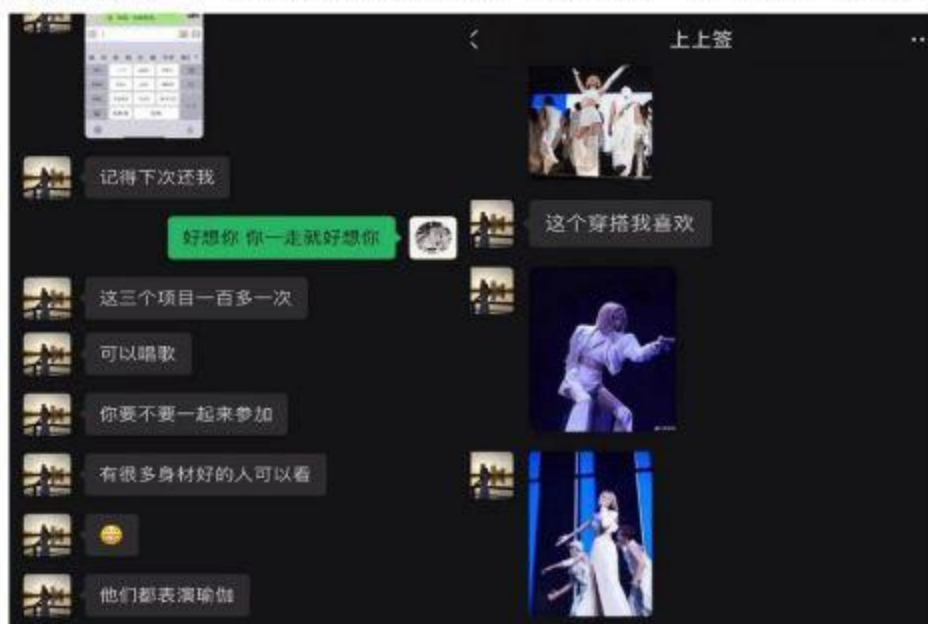 记得下次还我
好想你 你一走就好想你
这三个项目一百多一次
可以唱歌
你要不要一起来参加
有很多身材好的人可以看
他们都表演瑜伽
上上签
这个穿搭我喜欢